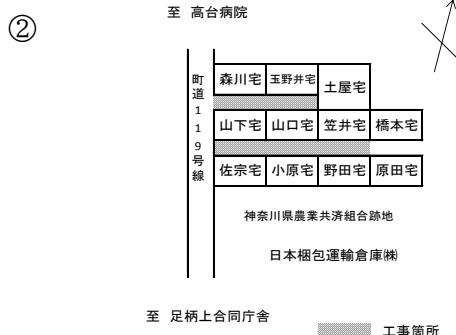 至 高台病院
②
町道119号線
森川宅 玉野井宅 土屋宅
山下宅 山口宅 笠井宅 橋本宅
佐宗宅 小原宅 野田宅 原田宅
神奈川県農業共済組合跡地
日本梱包運輸倉庫㈱
至 足柄上合同庁舎
工事箇所